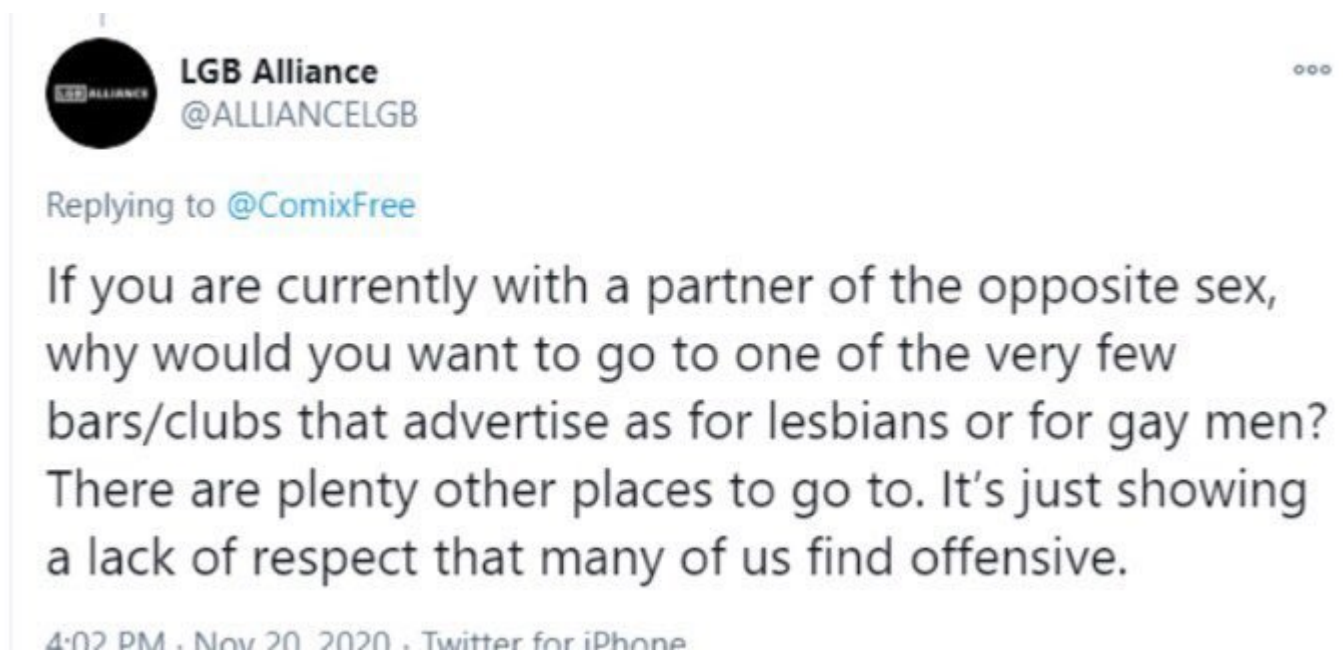 LGB Alliance
@ALLIANCELGB
LGB ALLIANCE
Replying to @ComixFree
If you are currently with a partner of the opposite sex,
why would you want to go to one of the very few
bars/clubs that advertise as for lesbians or for gay men?
There are plenty other places to go to. It's just showing
a lack of respect that many of us find offensive.
4:02 PM · Nov 20, 2020 · Twitter for iPhone